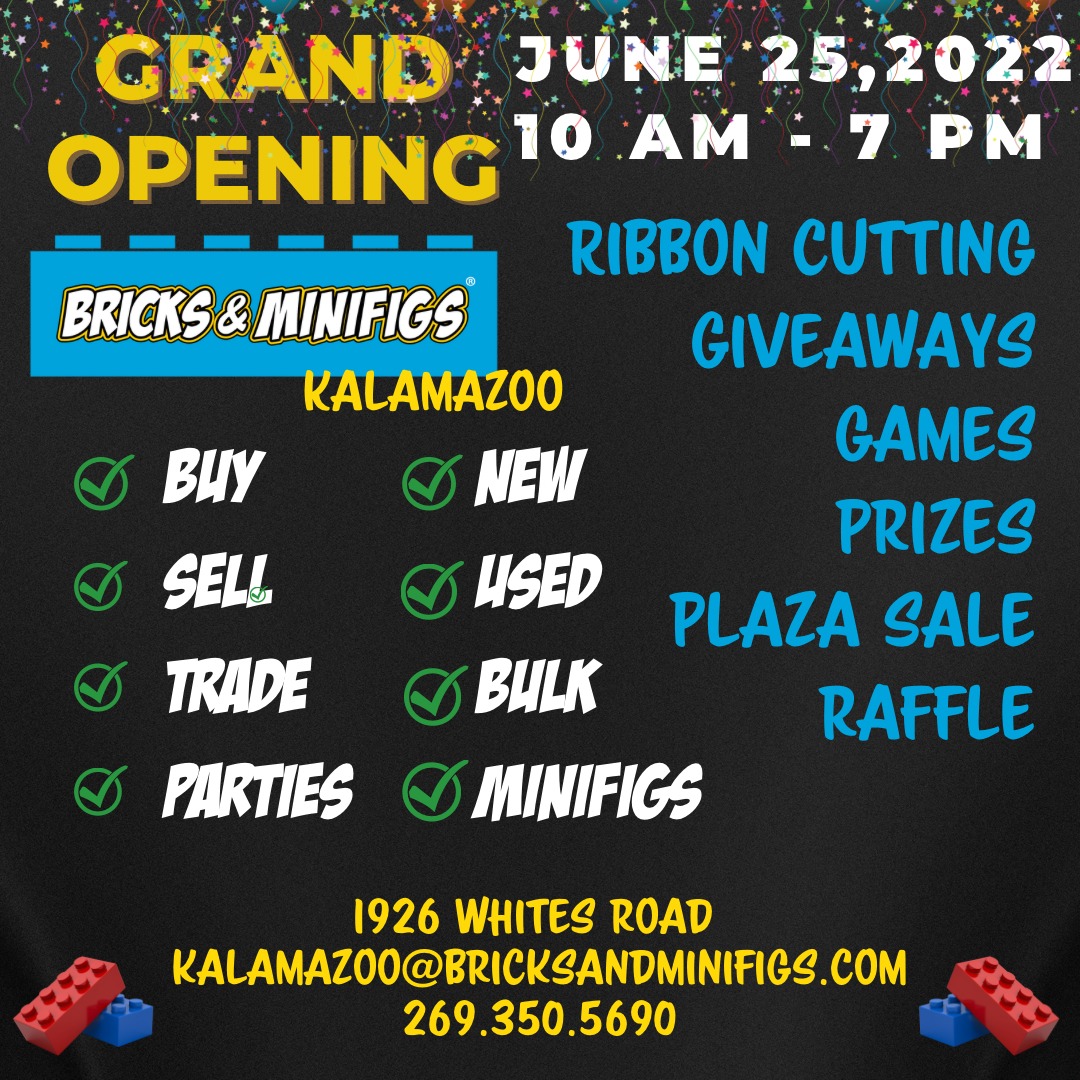 GRAND
OPENING
JUNE 25,2022
10 AM - 7 PM
BRICKS & MINIFIGS®
KALAMAZOO
RIBBON CUTTING
GIVEAWAYS
GAMES
PRIZES
PLAZA SALE
RAFFLE
BUY
SELL
TRADE
PARTIES
NEW
USED
BULK
MINIFIGS
1926 WHITES ROAD
KALAMAZOO@BRICKSANDMINIFIGS.COM
269.350.5690